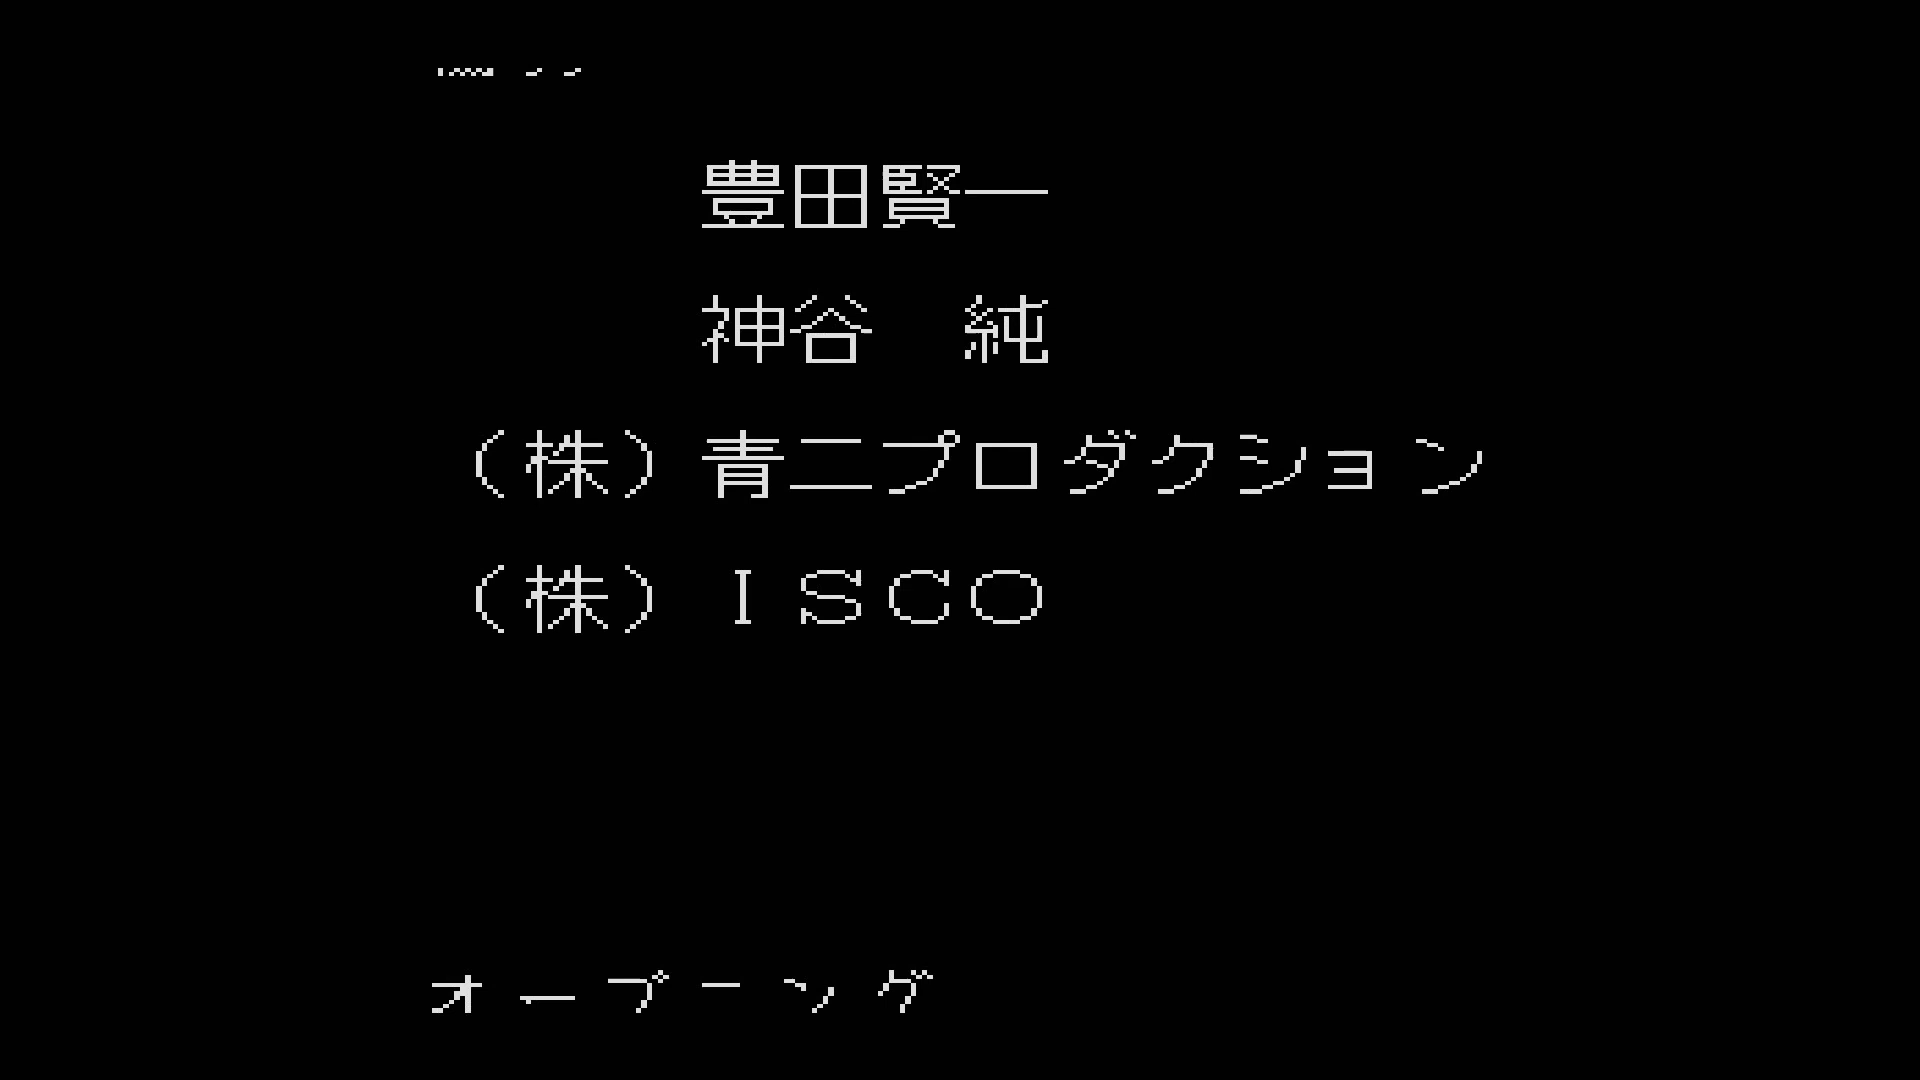 豊田賢一
神谷　純
（株）青二プロダクション
（株）ＩＳＣＯ